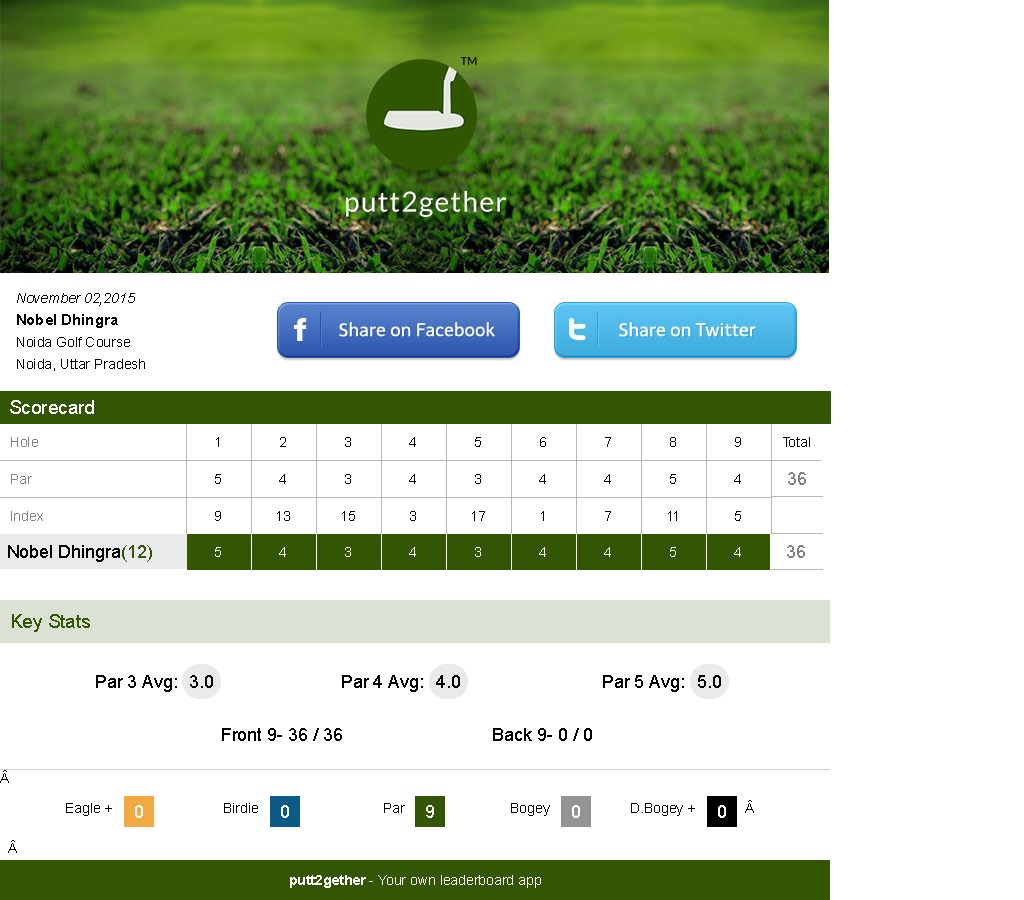 TM
putt2gether
November 02,2015
Nobel Dhingra
Noida Golf Course
Noida, Uttar Pradesh
f Share on Facebook
t Share on Twitter
Scorecard
Hole 1 2 3 4 5 6 7 8 9 Total
Par 5 4 3 4 3 4 4 5 4 36
Index 9 13 15 3 17 1 7 11 5
Nobel Dhingra(12) 5 4 3 4 3 4 4 5 4 36
Key Stats
Par 3 Avg: 3.0 Par 4 Avg: 4.0 Par 5 Avg: 5.0
Front 9- 36 / 36 Back 9- 0 / 0
Â
Eagle + 0 Birdie 0 Par 9 Bogey 0 D.Bogey + 0 Â
Â
putt2gether - Your own leaderboard app